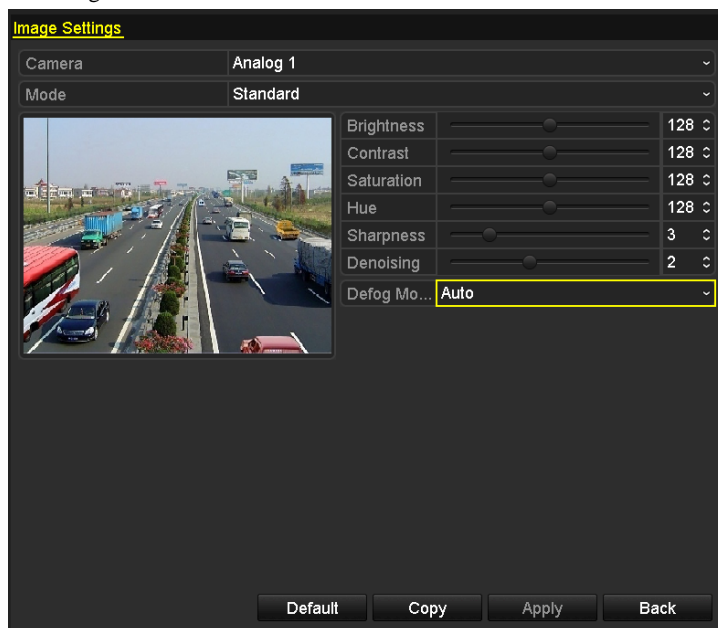 Image Settings
Camera Analog 1
Mode Standard
Brightness 128
Contrast 128
Saturation 128
Hue 128
Sharpness 3
Denoising 2
Defog Mo... Auto
Default Copy Apply Back